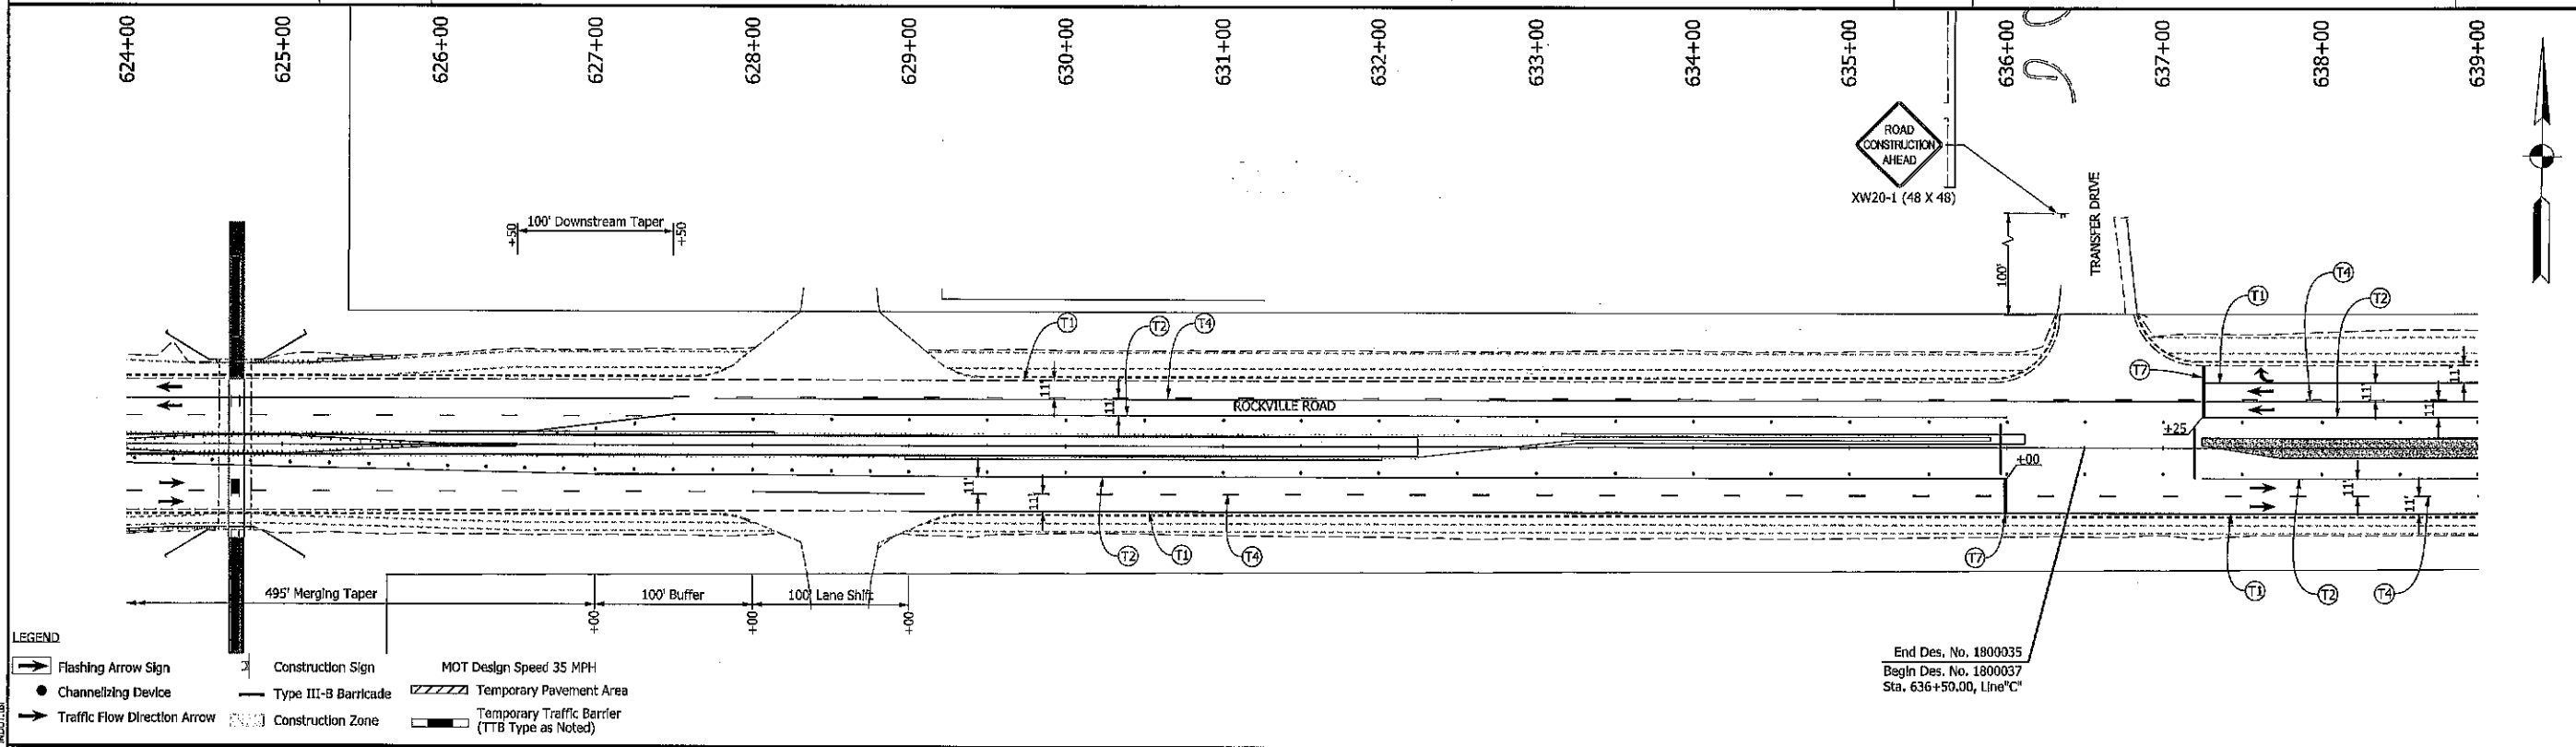 624+00
625+00
626+00
627+00
628+00
629+00
630+00
631+00
632+00
633+00
634+00
635+00
636+00
637+00
638+00
639+00
ROAD
CONSTRUCTION
AHEAD
XW20-1 (48 X 48)
TRANSFER DRIVE
100'
+50
100' Downstream Taper
+50
T1
T2
T4
T1
T4
T2
T7
11'
11'
11'
11'
11'
ROCKVILLE ROAD
+25
+00
11'
11'
11'
11'
T2
T1
T4
T7
T1
T2
T4
495' Merging Taper
100' Buffer
100' Lane Shift
+00
+00
+00
End Des. No. 1800035
Begin Des. No. 1800037
Sta. 636+50.00, Line"C"
LEGEND
Flashing Arrow Sign
Construction Sign
MOT Design Speed 35 MPH
Channelizing Device
Type III-B Barricade
Temporary Pavement Area
Traffic Flow Direction Arrow
Construction Zone
Temporary Traffic Barrier
(TTB Type as Noted)